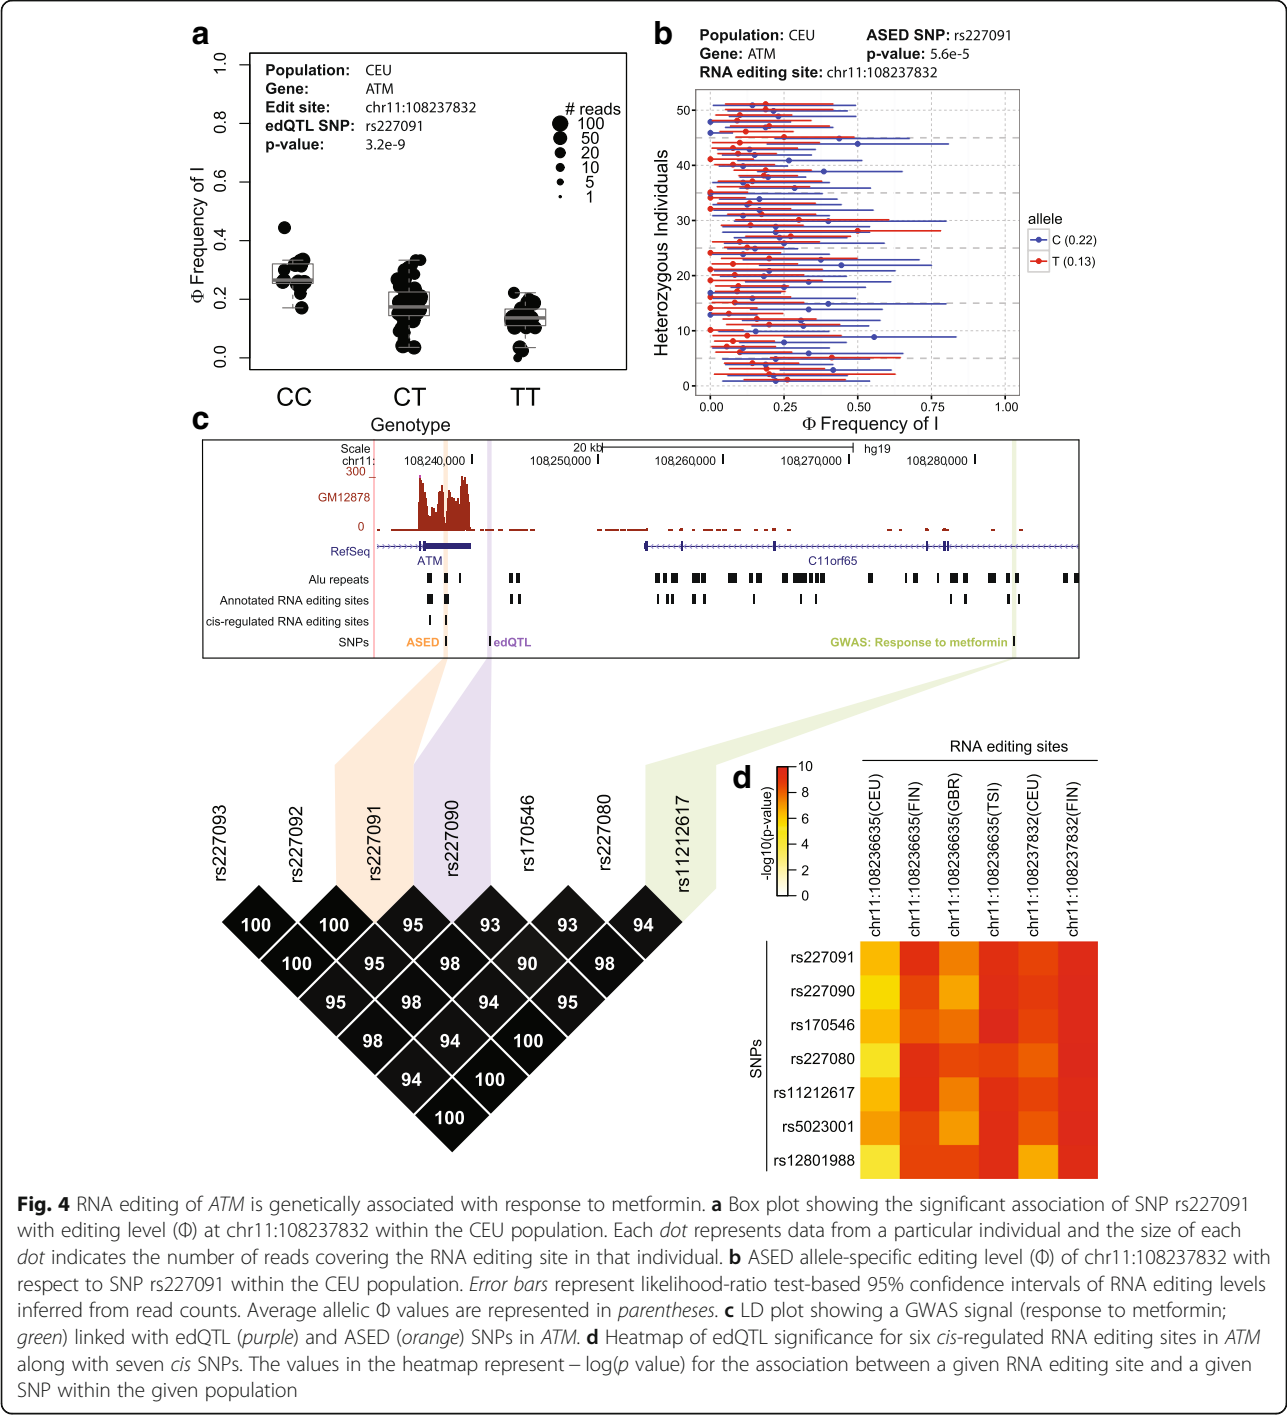 a
Population: CEU
Gene: ATM
Edit site: chr11:108237832
edQTL SNP: rs227091
p-value: 3.2e-9
# reads
100
50
20
10
5
1
Φ Frequency of I
1.0
0.8
0.6
0.4
0.2
0.0
CC CT TT
Genotype
b
Population: CEU ASED SNP: rs227091
Gene: ATM p-value: 5.6e-5
RNA editing site: chr11:108237832
Heterozygous Individuals
50
40
30
20
10
0
0.00 0.25 0.50 0.75 1.00
Φ Frequency of I
allele
C (0.22)
T (0.13)
c
Scale 20 kb hg19
chr11: 108,240,000 108,250,000 108,260,000 108,270,000 108,280,000
300
GM12878
0
RefSeq
ATM C11orf65
Alu repeats
Annotated RNA editing sites
cis-regulated RNA editing sites
SNPs ASED edQTL GWAS: Response to metformin
rs227093 rs227092 rs227091 rs227090 rs170546 rs227080 rs11212617
100 100 95 93 93 94
100 95 98 90 98
95 98 94 95
98 94 100
94 100
100
d
RNA editing sites
-log10(p-value)
10
8
6
4
2
0
chr11:108236635(CEU) chr11:108236635(FIN) chr11:108236635(GBR) chr11:108236635(TSI) chr11:108237832(CEU) chr11:108237832(FIN)
SNPs
rs227091
rs227090
rs170546
rs227080
rs11212617
rs5023001
rs12801988
Fig. 4 RNA editing of ATM is genetically associated with response to metformin. a Box plot showing the significant association of SNP rs227091
with editing level (Φ) at chr11:108237832 within the CEU population. Each dot represents data from a particular individual and the size of each
dot indicates the number of reads covering the RNA editing site in that individual. b ASED allele-specific editing level (Φ) of chr11:108237832 with
respect to SNP rs227091 within the CEU population. Error bars represent likelihood-ratio test-based 95% confidence intervals of RNA editing levels
inferred from read counts. Average allelic Φ values are represented in parentheses. c LD plot showing a GWAS signal (response to metformin;
green) linked with edQTL (purple) and ASED (orange) SNPs in ATM. d Heatmap of edQTL significance for six cis-regulated RNA editing sites in ATM
along with seven cis SNPs. The values in the heatmap represent – log(p value) for the association between a given RNA editing site and a given
SNP within the given population